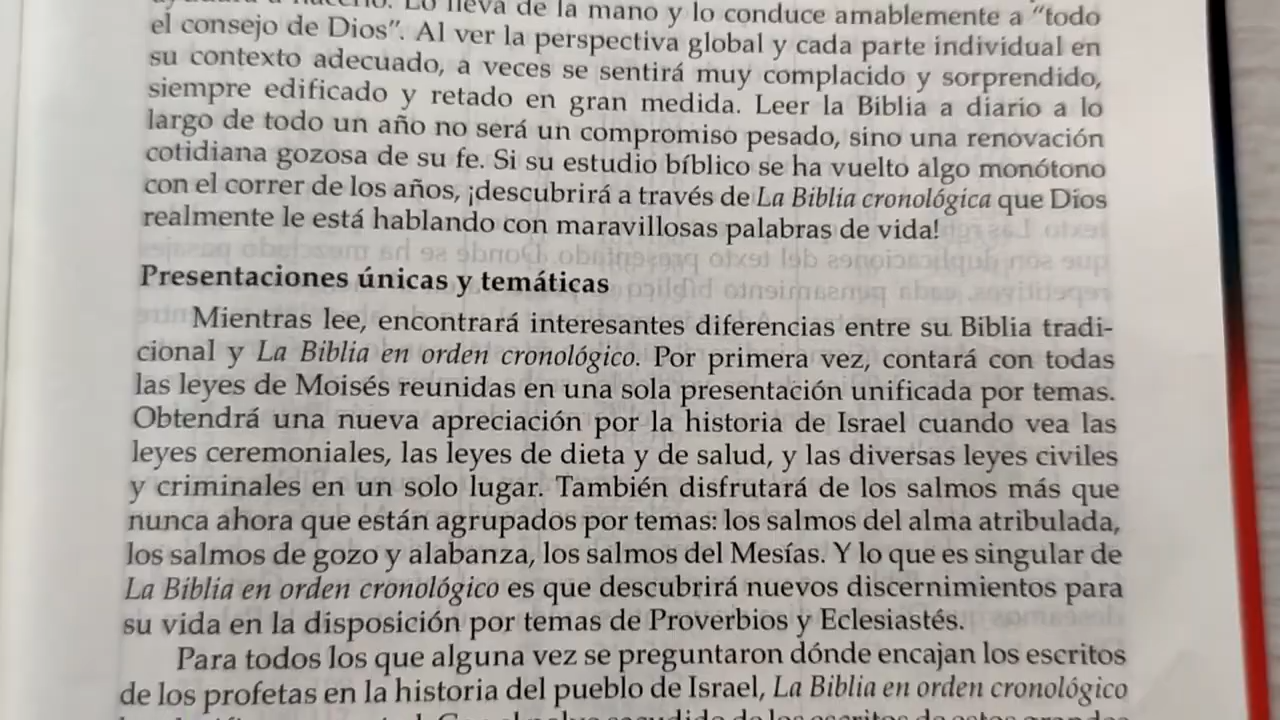 lleva de la mano y lo conduce amablemente a “todo
el consejo de Dios”. Al ver la perspectiva global y cada parte individual en
su contexto adecuado, a veces se sentirá muy complacido y sorprendido,
siempre edificado y retado en gran medida. Leer la Biblia a diario a lo
largo de todo un año no será un compromiso pesado, sino una renovación
cotidiana gozosa de su fe. Si su estudio bíblico se ha vuelto algo monótono
con el correr de los años, ¡descubrirá a través de La Biblia cronológica que Dios
realmente le está hablando con maravillosas palabras de vida!
Presentaciones únicas y temáticas
Mientras lee, encontrará interesantes diferencias entre su Biblia tradi-
cional y La Biblia en orden cronológico. Por primera vez, contará con todas
las leyes de Moisés reunidas en una sola presentación unificada por temas.
Obtendrá una nueva apreciación por la historia de Israel cuando vea las
leyes ceremoniales, las leyes de dieta y de salud, y las diversas leyes civiles
y criminales en un solo lugar. También disfrutará de los salmos más que
nunca ahora que están agrupados por temas: los salmos del alma atribulada,
los salmos de gozo y alabanza, los salmos del Mesías. Y lo que es singular de
La Biblia en orden cronológico es que descubrirá nuevos discernimientos para
su vida en la disposición por temas de Proverbios y Eclesiastés.
Para todos los que alguna vez se preguntaron dónde encajan los escritos
de los profetas en la historia del pueblo de Israel, La Biblia en orden cronológico